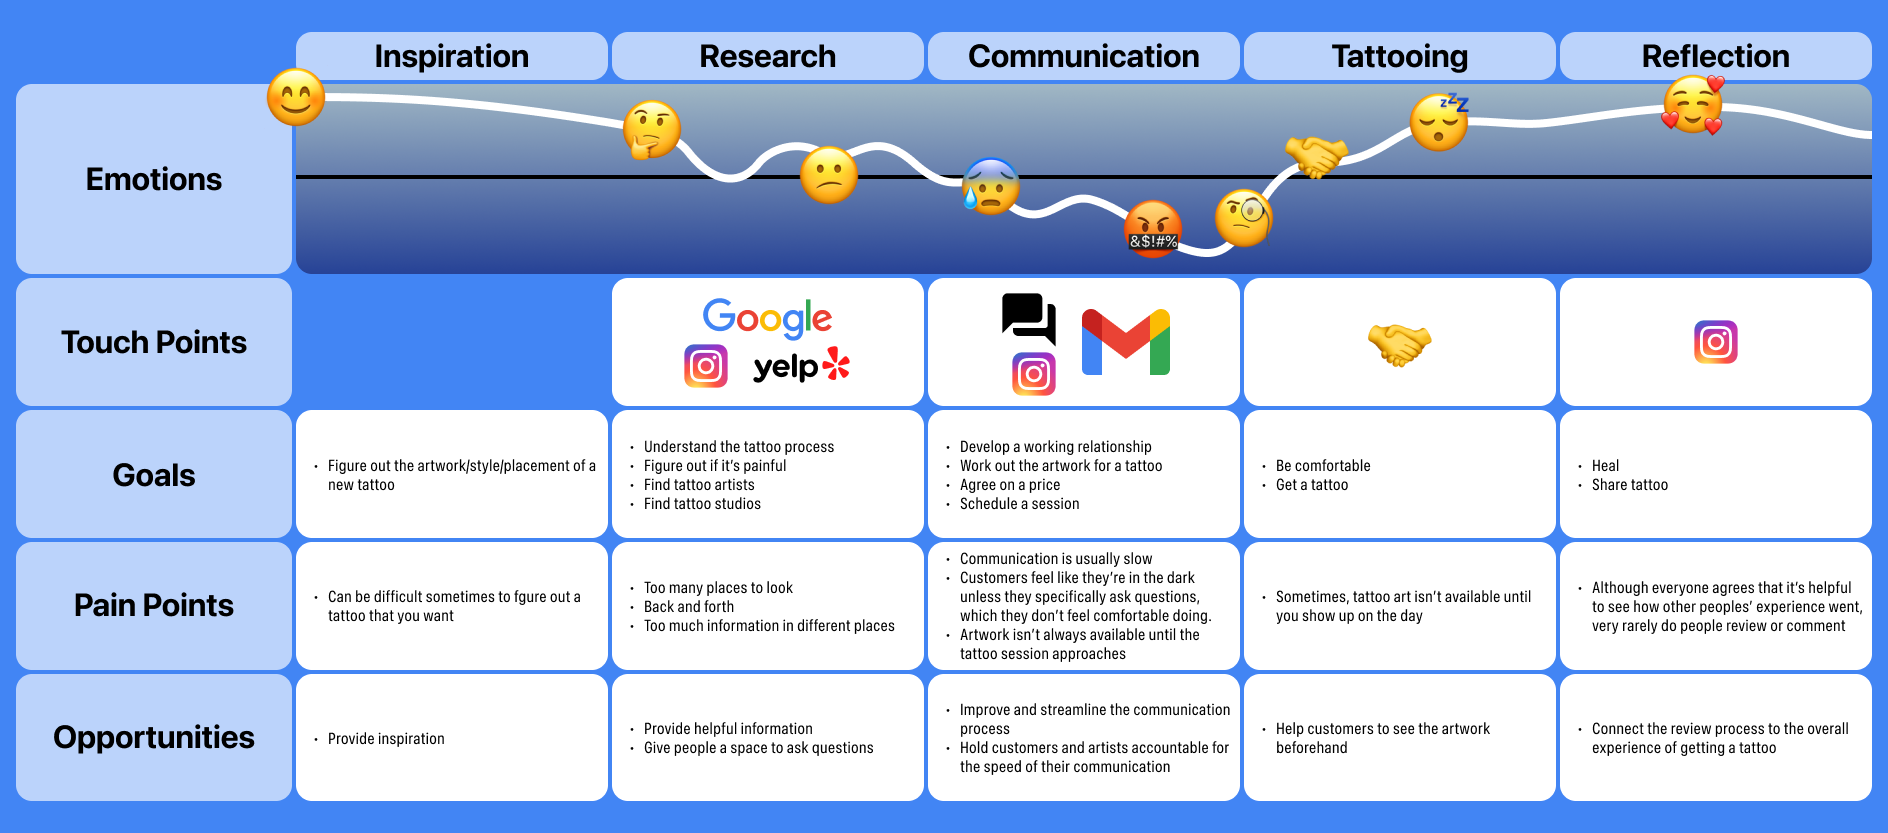 Inspiration
Research
Communication
Tattooing
Reflection
Emotions
zZZ
&$!#%
Touch Points
Google
yelp
Goals
• Figure out the artwork/style/placement of a
new tattoo
• Understand the tattoo process
• Figure out if it's painful
• Find tattoo artists
• Find tattoo studios
• Develop a working relationship
• Work out the artwork for a tattoo
• Agree on a price
• Schedule a session
• Be comfortable
• Get a tattoo
• Heal
• Share tattoo
Pain Points
• Can be difficult sometimes to fgure out a
tattoo that you want
• Too many places to look
• Back and forth
• Too much information in different places
• Communication is usually slow
• Customers feel like they're in the dark
unless they specifically ask questions,
which they don't feel comfortable doing.
• Artwork isn't always available until the
tattoo session approaches
• Sometimes, tattoo art isn't available until
you show up on the day
• Although everyone agrees that it's helpful
to see how other peoples' experience went,
very rarely do people review or comment
Opportunities
• Provide inspiration
• Provide helpful information
• Give people a space to ask questions
• Improve and streamline the communication
process
• Hold customers and artists accountable for
the speed of their communication
• Help customers to see the artwork
beforehand
• Connect the review process to the overall
experience of getting a tattoo